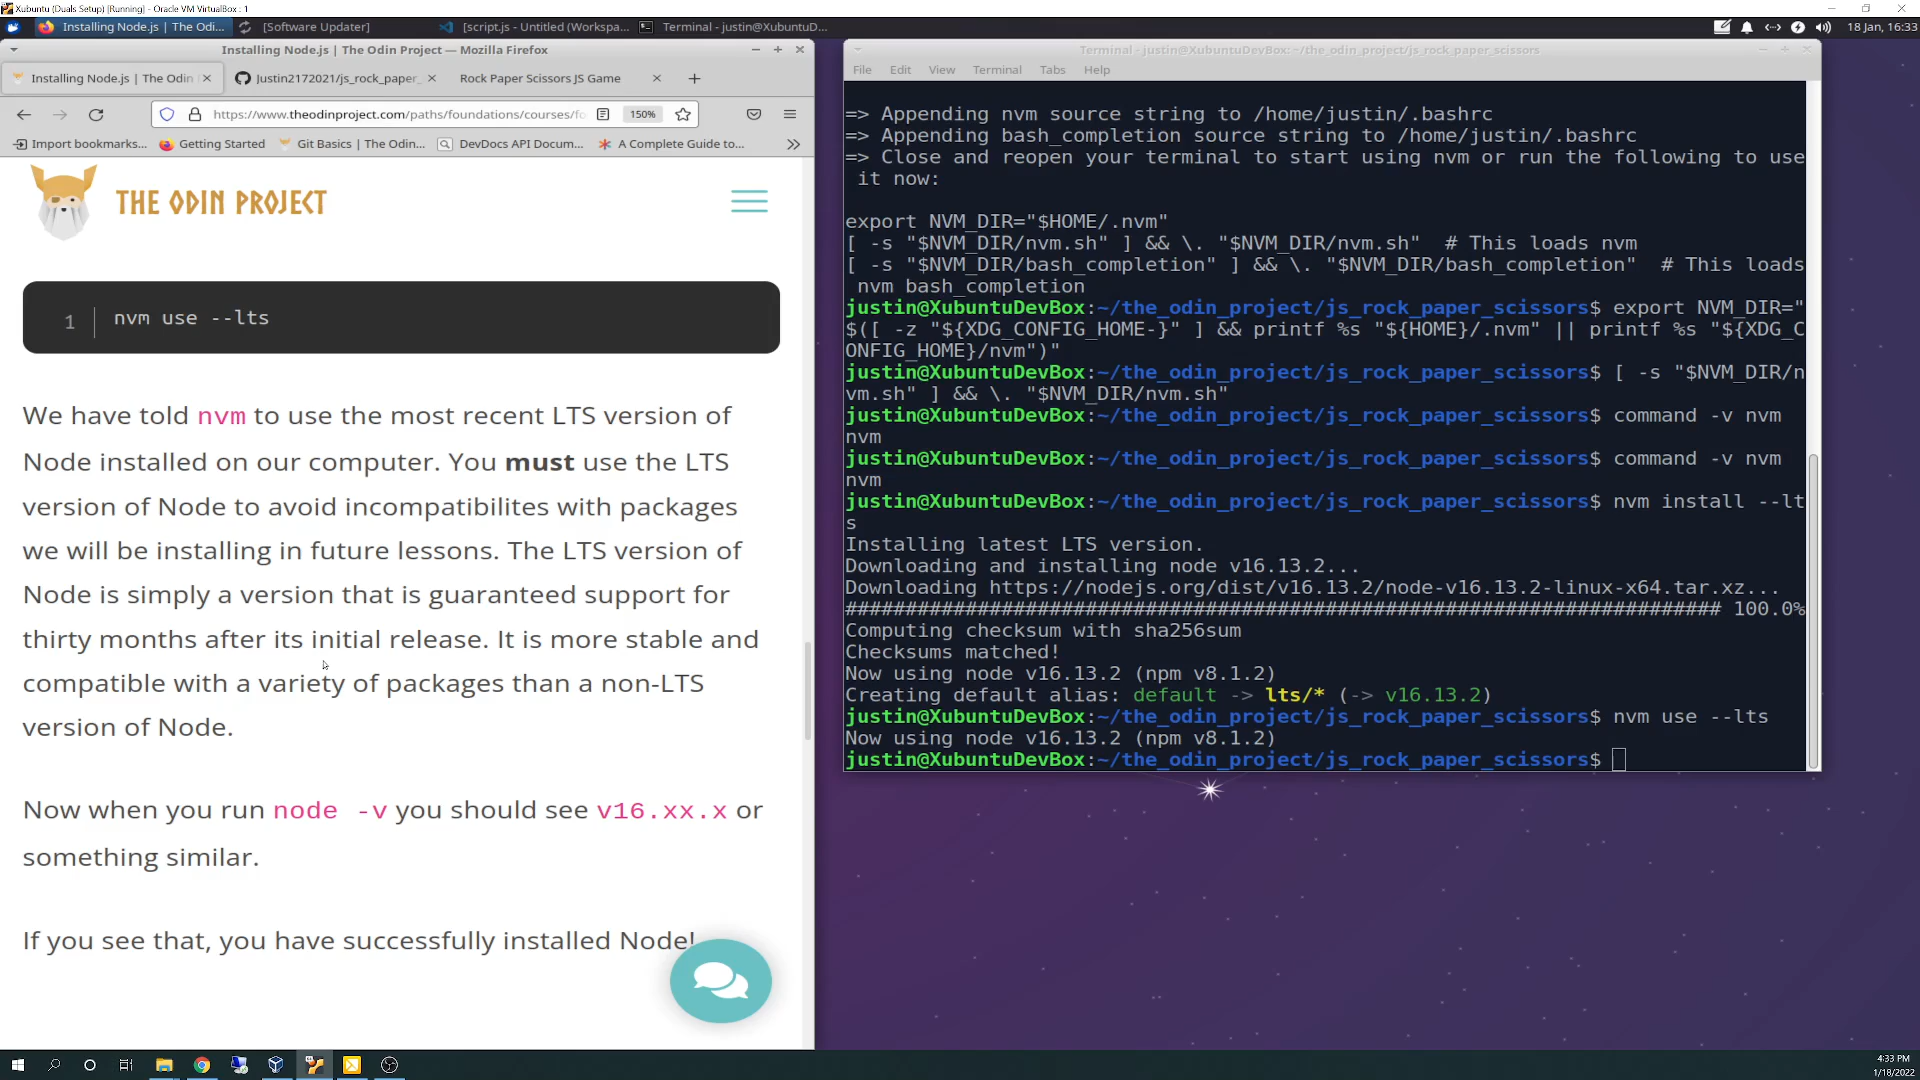 Xubuntu (Duals Setup) [Running] - Oracle VM VirtualBox : 1
Installing Node.js | The Odi...
[Software Updater]
[script.js - Untitled (Workspa...
Terminal - justin@XubuntuD...
18 Jan, 16:33
Installing Node.js | The Odin Project — Mozilla Firefox
Installing Node.js | The Odin
Justin2172021/js_rock_paper_
Rock Paper Scissors JS Game
https://www.theodinproject.com/paths/foundations/courses/fo
150%
Import bookmarks...
Getting Started
Git Basics | The Odin...
DevDocs API Docum...
A Complete Guide to...
THE ODIN PROJECT
1 nvm use --lts
We have told nvm to use the most recent LTS version of
Node installed on our computer. You must use the LTS
version of Node to avoid incompatibilites with packages
we will be installing in future lessons. The LTS version of
Node is simply a version that is guaranteed support for
thirty months after its initial release. It is more stable and
compatible with a variety of packages than a non-LTS
version of Node.
Now when you run node -v you should see v16.xx.x or
something similar.
If you see that, you have successfully installed Node!
Terminal - justin@XubuntuDevBox: ~/the_odin_project/js_rock_paper_scissors
File Edit View Terminal Tabs Help
=> Appending nvm source string to /home/justin/.bashrc
=> Appending bash_completion source string to /home/justin/.bashrc
=> Close and reopen your terminal to start using nvm or run the following to use
it now:
export NVM_DIR="$HOME/.nvm"
[ -s "$NVM_DIR/nvm.sh" ] && \. "$NVM_DIR/nvm.sh"  # This loads nvm
[ -s "$NVM_DIR/bash_completion" ] && \. "$NVM_DIR/bash_completion"  # This loads
nvm bash_completion
justin@XubuntuDevBox:~/the_odin_project/js_rock_paper_scissors$ export NVM_DIR="
$([ -z "${XDG_CONFIG_HOME-}" ] && printf %s "${HOME}/.nvm" || printf %s "${XDG_C
ONFIG_HOME}/nvm")"
justin@XubuntuDevBox:~/the_odin_project/js_rock_paper_scissors$ [ -s "$NVM_DIR/n
vm.sh" ] && \. "$NVM_DIR/nvm.sh"
justin@XubuntuDevBox:~/the_odin_project/js_rock_paper_scissors$ command -v nvm
nvm
justin@XubuntuDevBox:~/the_odin_project/js_rock_paper_scissors$ command -v nvm
nvm
justin@XubuntuDevBox:~/the_odin_project/js_rock_paper_scissors$ nvm install --lt
s
Installing latest LTS version.
Downloading and installing node v16.13.2...
Downloading https://nodejs.org/dist/v16.13.2/node-v16.13.2-linux-x64.tar.xz...
######################################################################### 100.0%
Computing checksum with sha256sum
Checksums matched!
Now using node v16.13.2 (npm v8.1.2)
Creating default alias: default -> lts/* (-> v16.13.2)
justin@XubuntuDevBox:~/the_odin_project/js_rock_paper_scissors$ nvm use --lts
Now using node v16.13.2 (npm v8.1.2)
justin@XubuntuDevBox:~/the_odin_project/js_rock_paper_scissors$
4:33 PM
1/18/2022